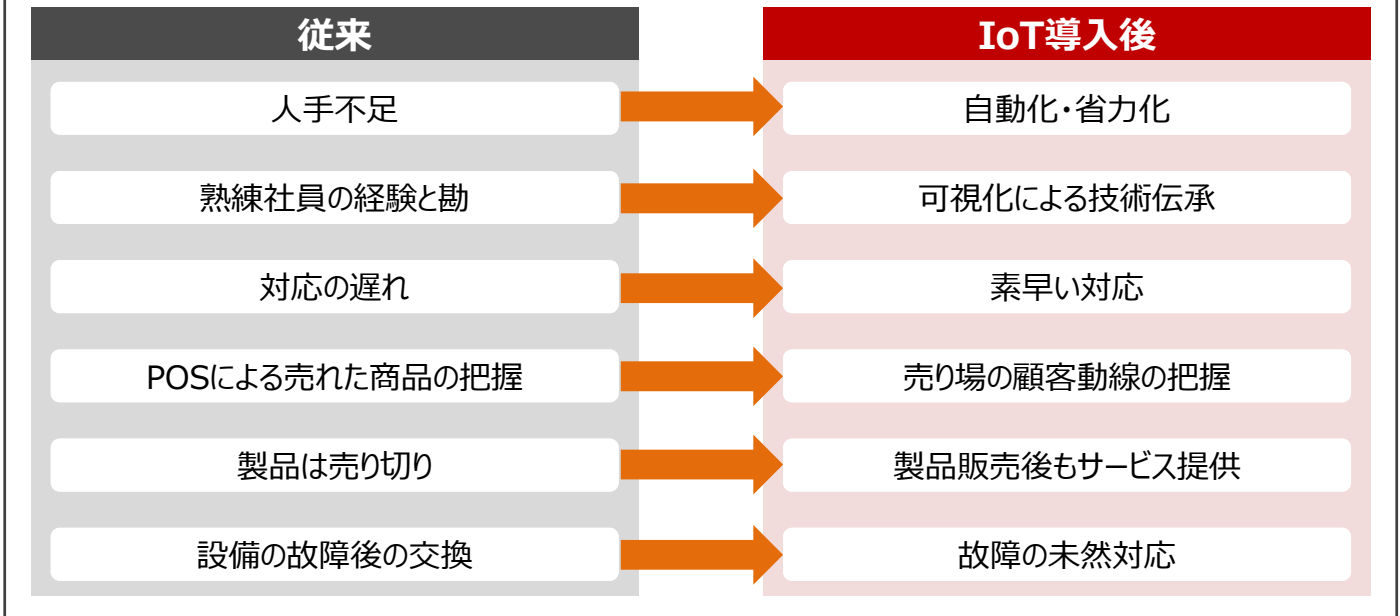 従来
IoT導入後
人手不足
自動化・省力化
熟練社員の経験と勘
可視化による技術伝承
対応の遅れ
素早い対応
POSによる売れた商品の把握
売り場の顧客動線の把握
製品は売り切り
製品販売後もサービス提供
設備の故障後の交換
故障の未然対応